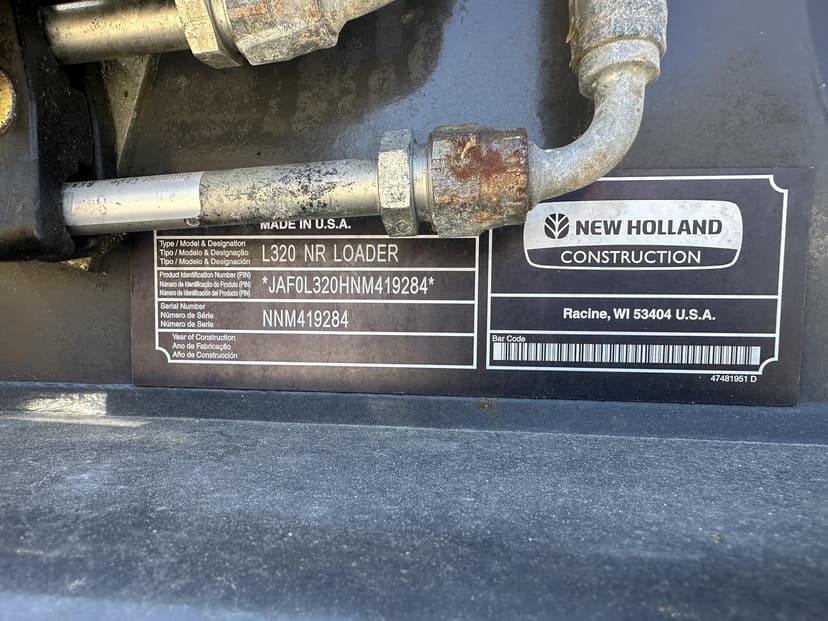 MADE IN U.S.A.
Type / Model & Designation
Tipo / Modelo & Designação
Tipo / Modelo & Designación
L320 NR LOADER
Product Identification Number (PIN)
Número de Identificação do Produto (PIN)
Número de Identificación del Producto (PIN)
*JAF0L320HNM419284*
Serial Number
Número de Série
Numero de Serie
NNM419284
Year of Construction
Ano de Fabricação
Año de Construcción
NEW HOLLAND
CONSTRUCTION
Racine, WI 53404 U.S.A.
Bar Code
47481951 D